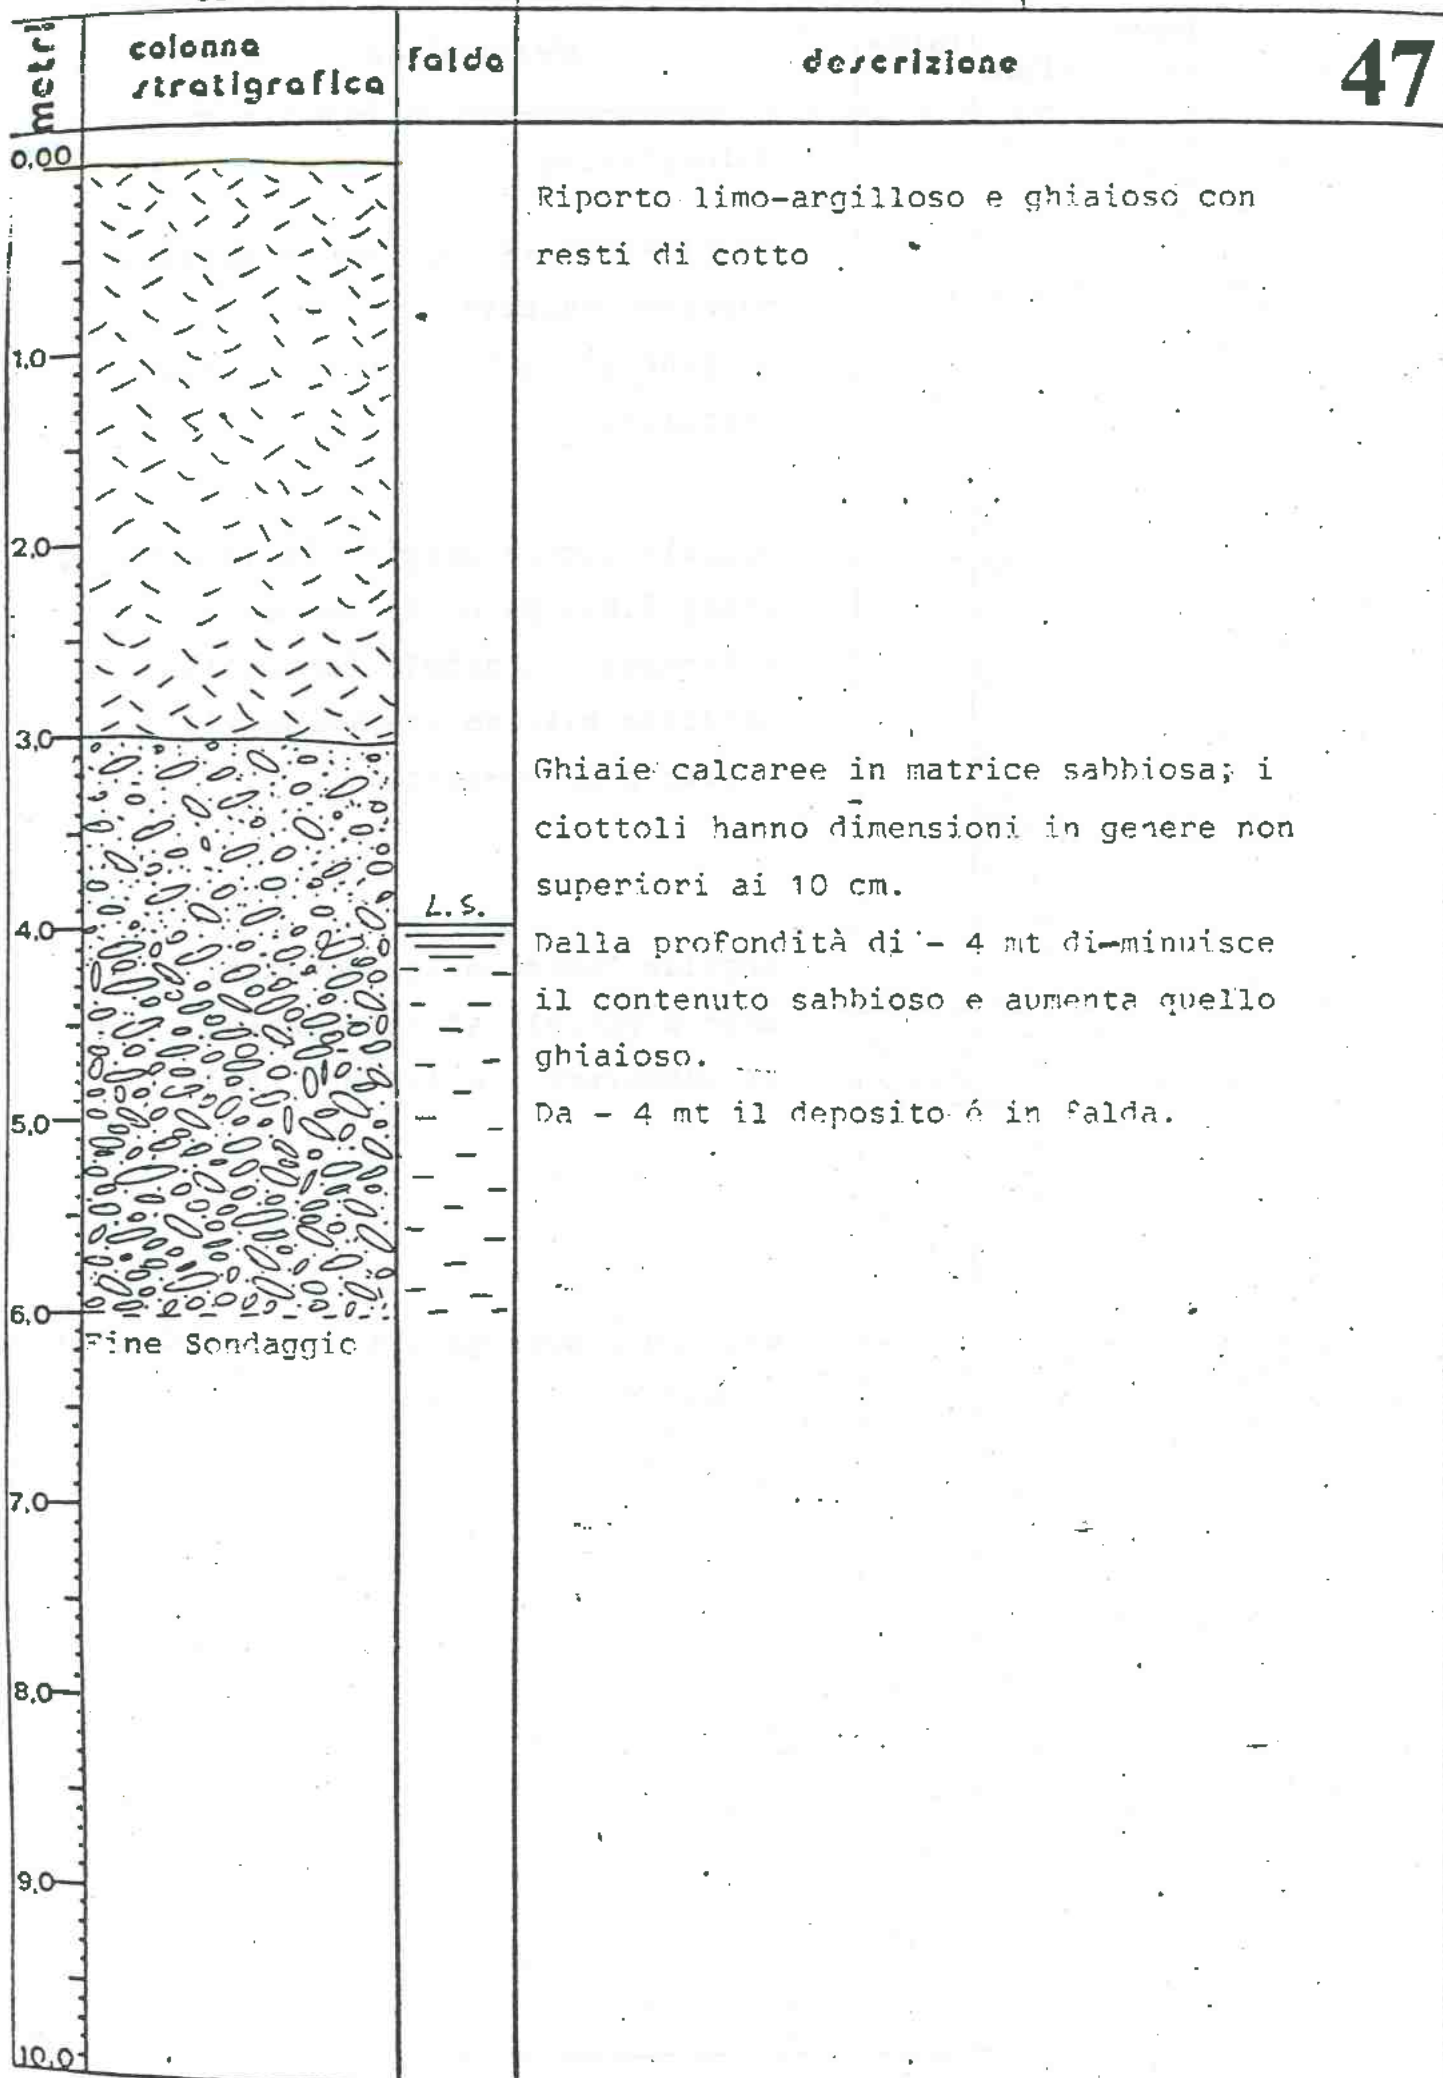 metri
colonna
stratigrafica
falda
descrizione
47
0,00
Riporto limo-argilloso e ghiaioso con
resti di cotto
1,0
2,0
3,0
Ghiaie calcaree in matrice sabbiosa; i
ciottoli hanno dimensioni in genere non
superiori ai 10 cm.
L.S.
4,0
Dalla profondità di - 4 mt di-minuisce
il contenuto sabbioso e aumenta quello
ghiaioso.
5,0
Da - 4 mt il deposito é in falda.
6,0
Fine Sondaggio
7,0
8,0
9,0
10,0